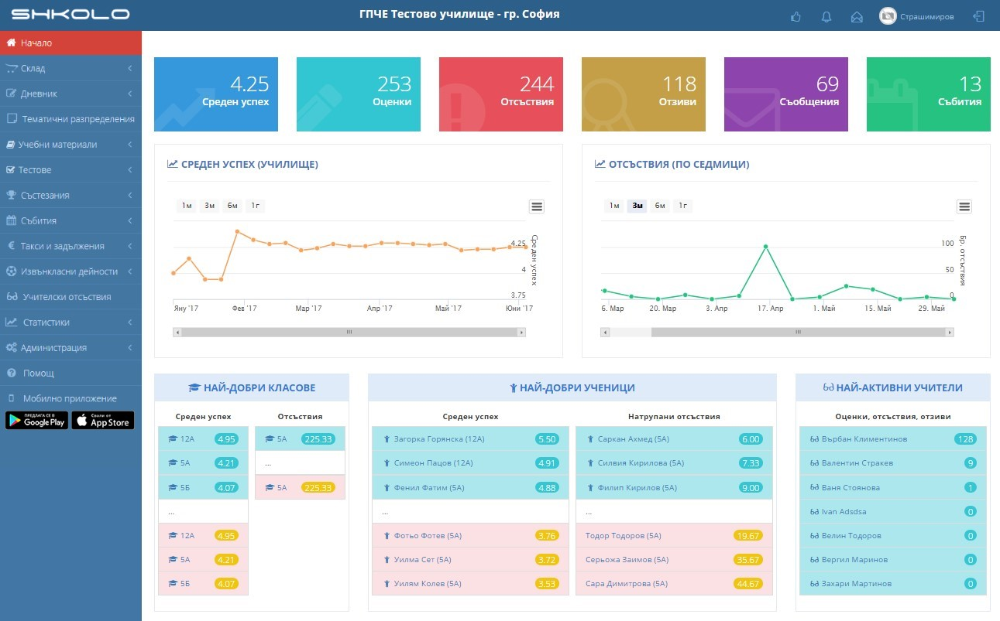 SHKOLO
ГПЧЕ Тестово училище - гр. София
Страшимиров
Начало
Склад
Дневник
Тематични разпределения
Учебни материали
Тестове
Състезания
Събития
Такси и задължения
Извънкласни дейности
Учителски отсъствия
Статистики
Администрация
Помощ
Мобилно приложение
ПРЕДЛАГА СЕ В
Google Play
Свали от
App Store
4.25
Среден успех
253
Оценки
244
Отсъствия
118
Отзиви
69
Съобщения
13
Събития
СРЕДЕН УСПЕХ (УЧИЛИЩЕ)
1м 3м 6м 1г
4.25
4
3.75
Среден успех
Яну '17 Фев '17 Мар '17 Апр '17 Май '17 Юни '17
ОТСЪСТВИЯ (ПО СЕДМИЦИ)
1м 3м 6м 1г
100
50
0
Бр. отсъствия
6. Мар 20. Мар 3. Апр 17. Апр 1. Май 15. Май 29. Май
НАЙ-ДОБРИ КЛАСОВЕ
Среден успех
12А 4.95
5А 4.21
5Б 4.07
...
12А 4.95
5А 4.21
5Б 4.07
Отсъствия
5А 225.33
...
5А 225.33
НАЙ-ДОБРИ УЧЕНИЦИ
Среден успех
Загорка Горянска (12А) 5.50
Симеон Пацов (12А) 4.91
Фенил Фатим (5А) 4.88
...
Фотьо Фотев (5А) 3.76
Уилма Сет (5А) 3.72
Уилям Колев (5А) 3.53
Натрупани отсъствия
Саркан Ахмед (5А) 6.00
Силвия Кирилова (5А) 7.33
Филип Кирилов (5А) 9.00
...
Тодор Тодоров (5А) 19.67
Серьожа Заимов (5А) 35.67
Сара Димитрова (5А) 44.67
НАЙ-АКТИВНИ УЧИТЕЛИ
Оценки, отсъствия, отзиви
Върбан Климентинов 128
Валентин Стракев 9
Ваня Стоянова 1
Ivan Adsdsa 0
Велин Тодоров 0
Вергил Маринов 0
Захари Мартинов 0